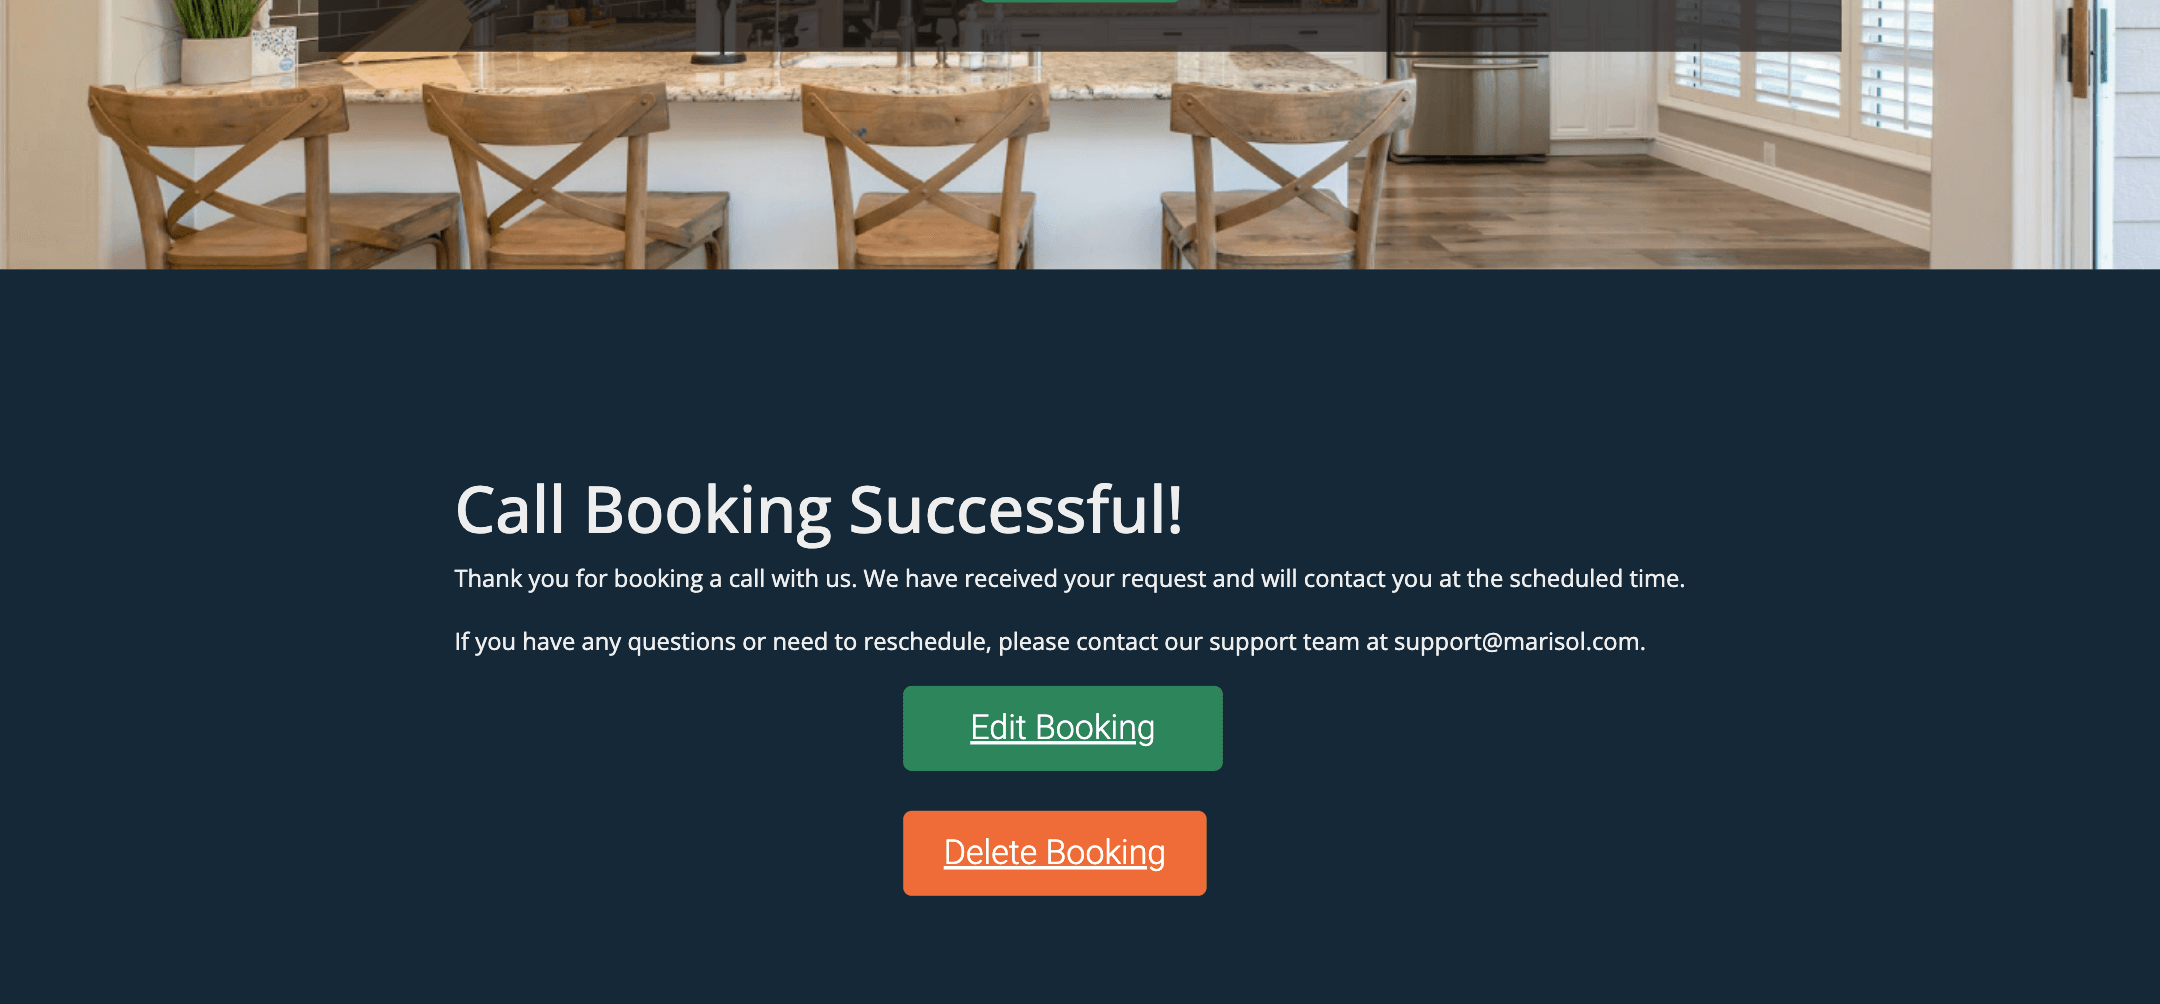 Call Booking Successful!
Thank you for booking a call with us. We have received your request and will contact you at the scheduled time.
If you have any questions or need to reschedule, please contact our support team at support@marisol.com.
Edit Booking
Delete Booking